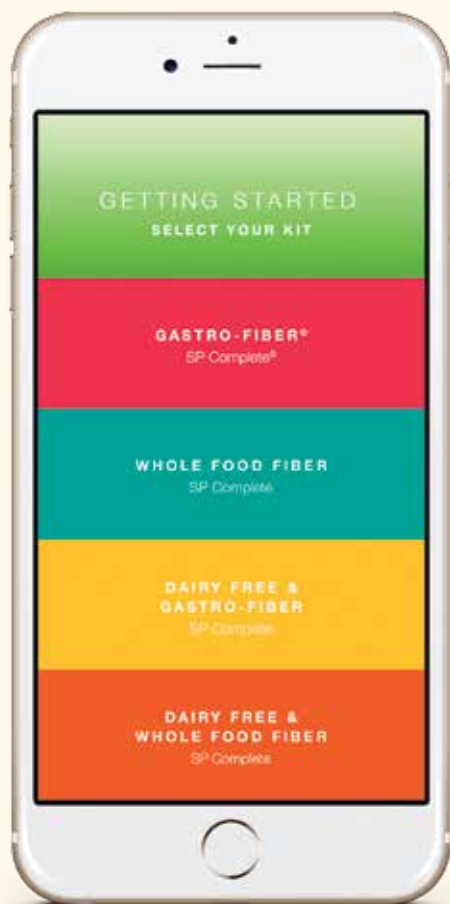 GETTING STARTED
SELECT YOUR KIT
GASTRO-FIBER®
SP Complete®
WHOLE FOOD FIBER
SP Complete
DAIRY FREE &
GASTRO-FIBER
SP Complete
DAIRY FREE &
WHOLE FOOD FIBER
SP Complete